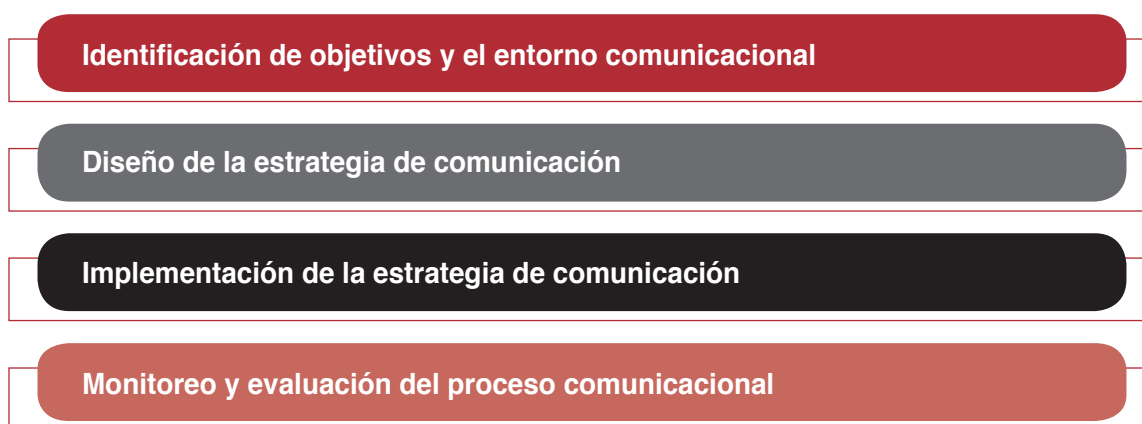 Identificación de objetivos y el entorno comunicacional
Diseño de la estrategia de comunicación
Implementación de la estrategia de comunicación
Monitoreo y evaluación del proceso comunicacional